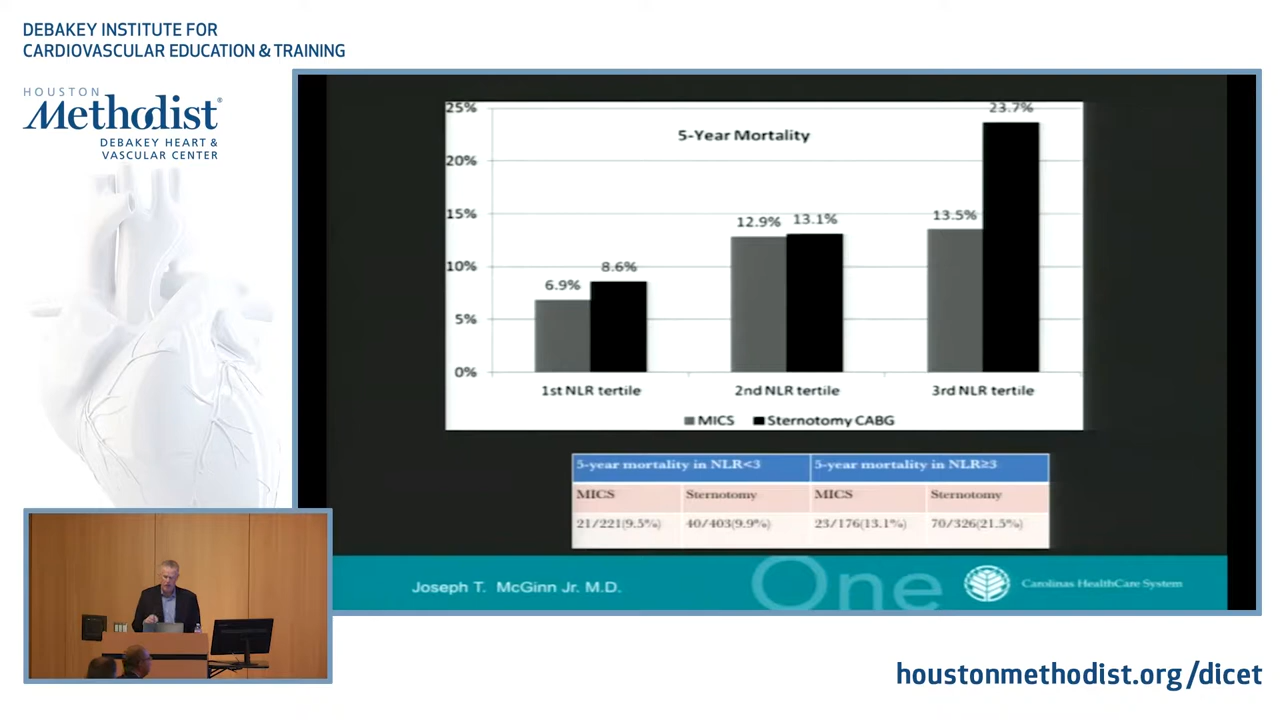 DEBAKEY INSTITUTE FOR
CARDIOVASCULAR EDUCATION & TRAINING
HOUSTON
Methodist®
DEBAKEY HEART &
VASCULAR CENTER
5-Year Mortality
25%
20%
15%
10%
5%
0%
6.9%
8.6%
12.9%
13.1%
13.5%
23.7%
1st NLR tertile
2nd NLR tertile
3rd NLR tertile
MICS
Sternotomy CABG
5-year mortality in NLR<3 5-year mortality in NLR≥3
MICS Sternotomy MICS Sternotomy
21/221(9.5%) 40/403(9.9%) 23/176(13.1%) 70/326(21.5%)
Joseph T. McGinn Jr. M.D.
One
Carolinas HealthCare System
houstonmethodist.org/dicet